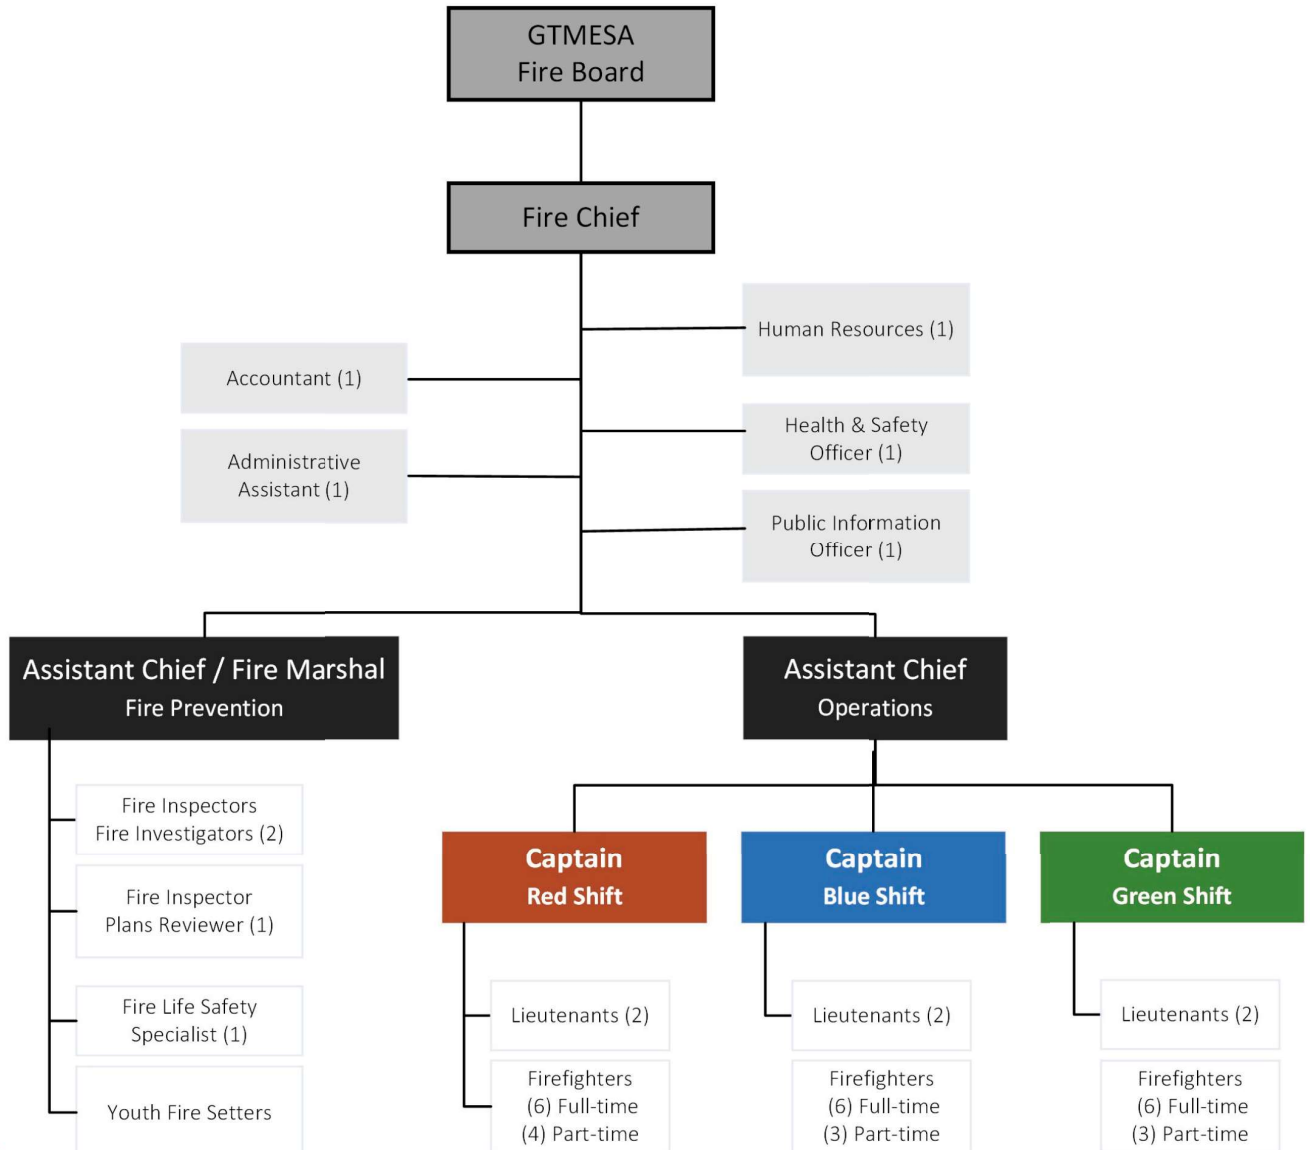 GTMESA
Fire Board
Fire Chief
Human Resources (1)
Accountant (1)
Health & Safety
Officer (1)
Administrative
Assistant (1)
Public Information
Officer (1)
Assistant Chief / Fire Marshal
Fire Prevention
Assistant Chief
Operations
Fire Inspectors
Fire Investigators (2)
Fire Inspector
Plans Reviewer (1)
Fire Life Safety
Specialist (1)
Youth Fire Setters
Captain
Red Shift
Lieutenants (2)
Firefighters
(6) Full-time
(4) Part-time
Captain
Blue Shift
Lieutenants (2)
Firefighters
(6) Full-time
(3) Part-time
Captain
Green Shift
Lieutenants (2)
Firefighters
(6) Full-time
(3) Part-time